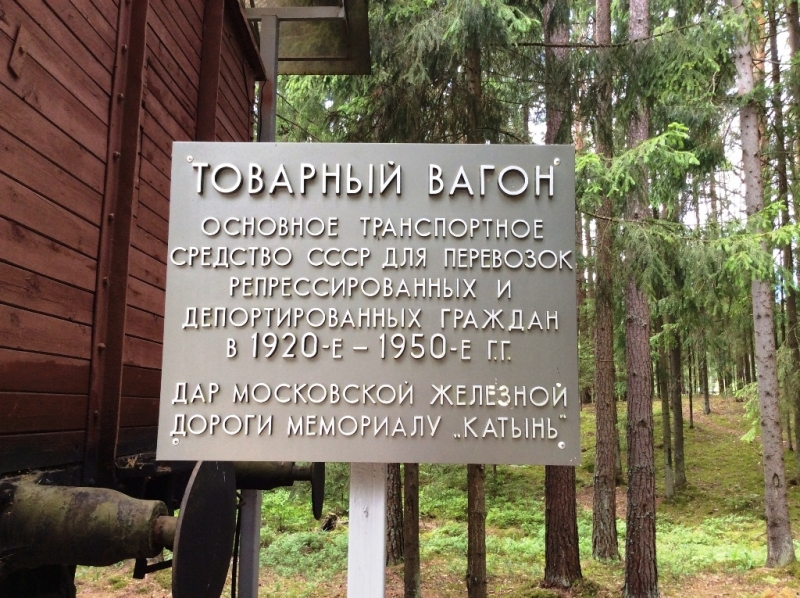 ТОВАРНЫЙ ВАГОН
ОСНОВНОЕ ТРАНСПОРТНОЕ
СРЕДСТВО СССР ДЛЯ ПЕРЕВОЗОК
РЕПРЕССИРОВАННЫХ И
ДЕПОРТИРОВАННЫХ ГРАЖДАН
В 1920-Е – 1950-Е Г.Г.
ДАР МОСКОВСКОЙ ЖЕЛЕЗНОЙ
ДОРОГИ МЕМОРИАЛУ „КАТЫНЬ“